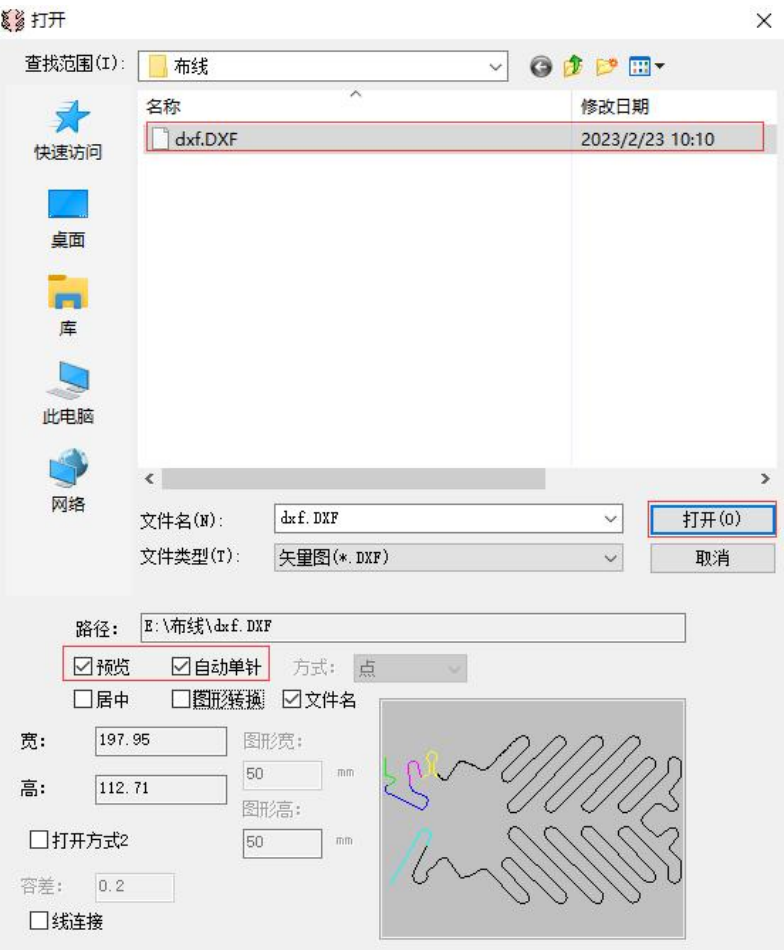 打开
查找范围(I): 布线
名称 修改日期
dxf.DXF 2023/2/23 10:10
快速访问
桌面
库
此电脑
网络
文件名(N): dxf.DXF 打开(O)
文件类型(T): 矢量图(*.DXF) 取消
路径: E:\布线\dxf.DXF
预览 自动单针 方式: 点
居中 图形转换 文件名
宽: 197.95 图形宽:
50 mm
高: 112.71
图形高:
打开方式2 50 mm
容差: 0.2
线连接